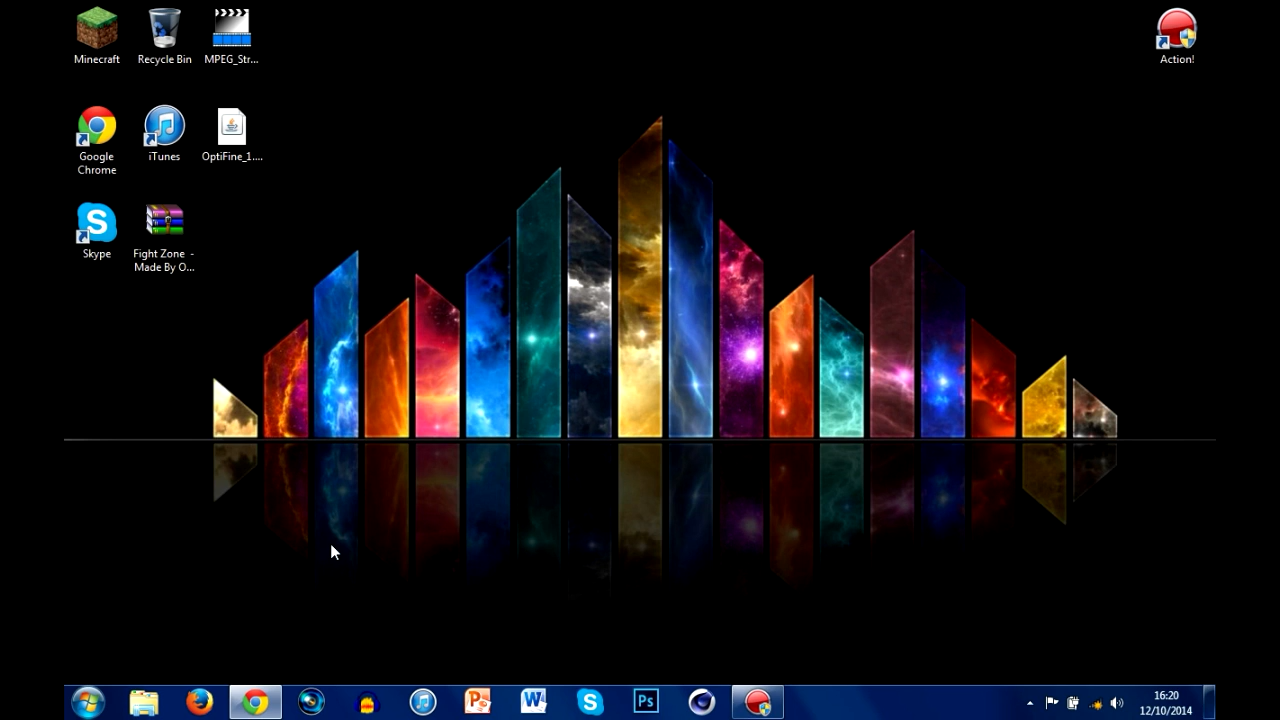 Minecraft
Recycle Bin
MPEG_Str...
Action!
Google
Chrome
iTunes
OptiFine_1....
Skype
Fight Zone -
Made By O...
P
W
S
Ps
16:20
12/10/2014